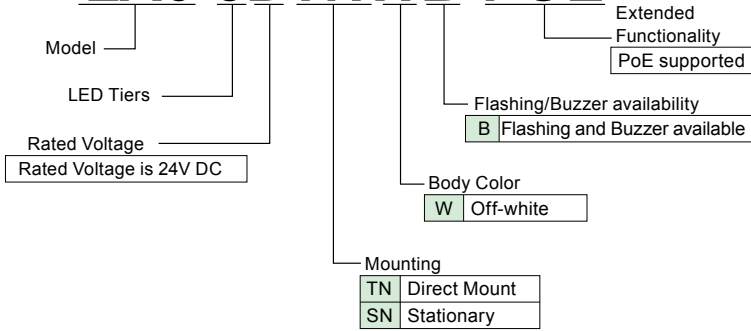 Extended
Functionality
PoE supported
Model
LED Tiers
Flashing/Buzzer availability
B Flashing and Buzzer available
Rated Voltage
Rated Voltage is 24V DC
Body Color
W Off-white
Mounting
TN Direct Mount
SN Stationary